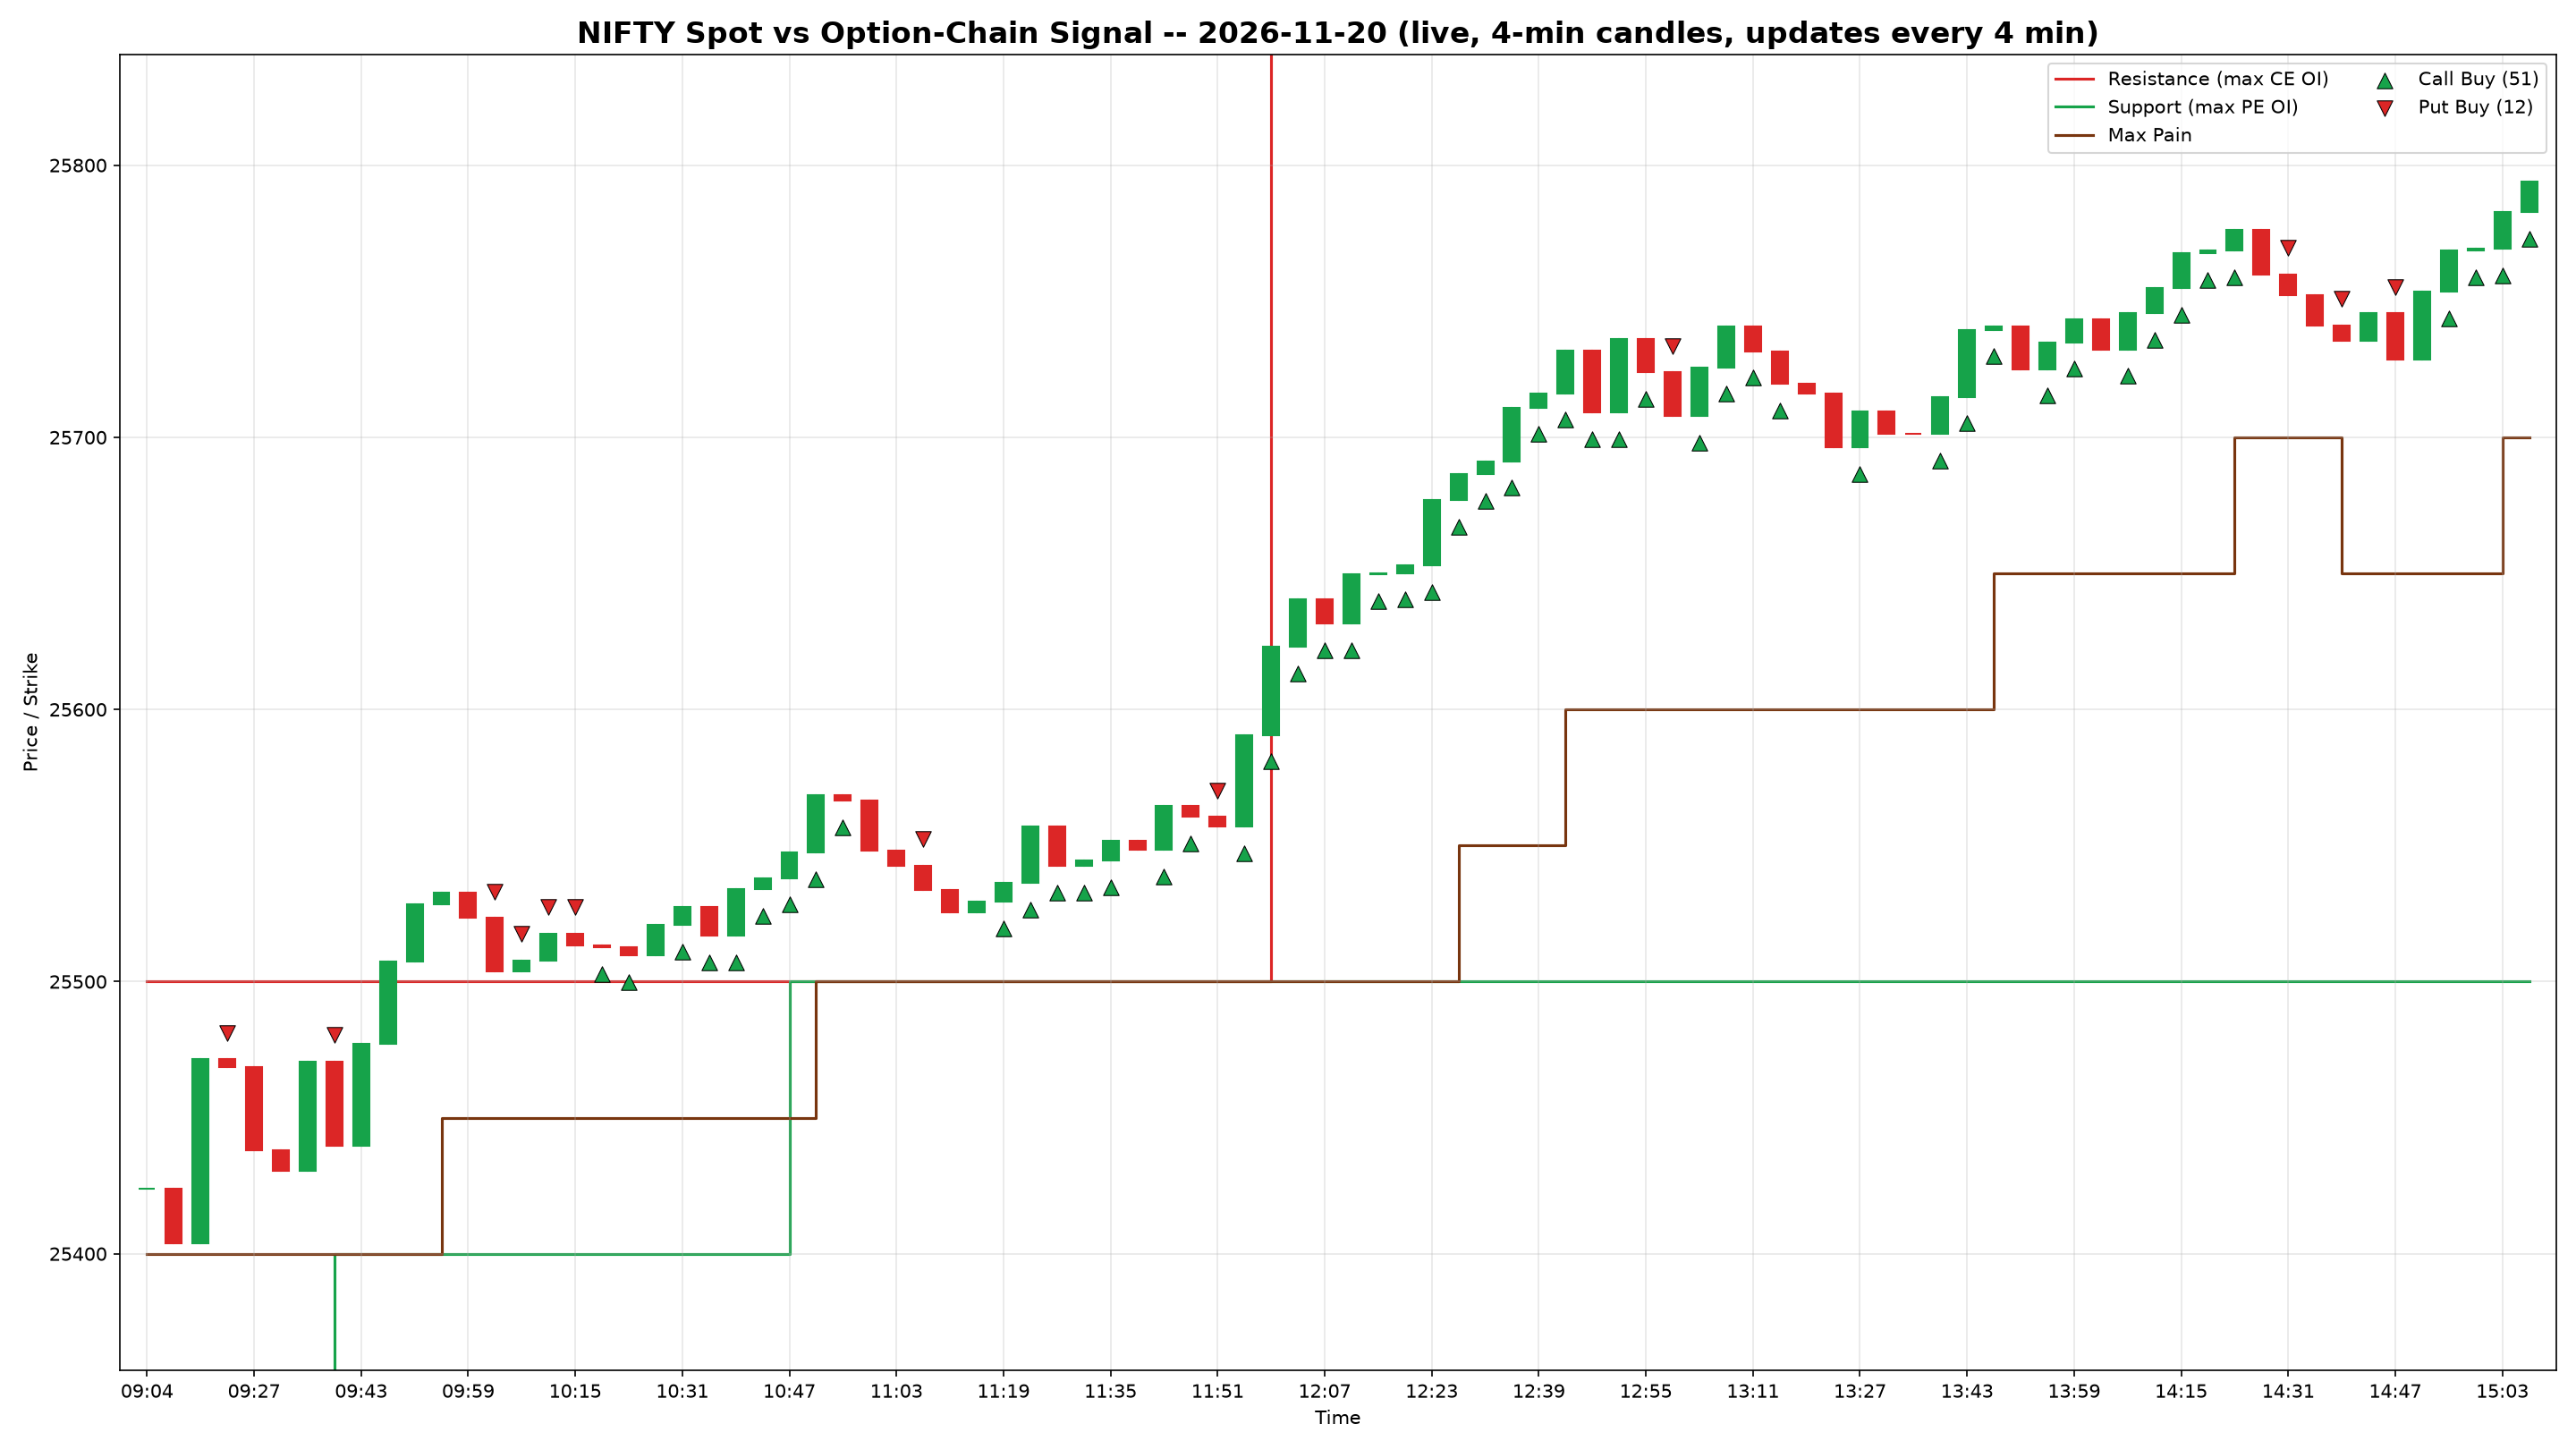 NIFTY Spot vs Option-Chain Signal -- 2026-11-20 (live, 4-min candles, updates every 4 min)
Resistance (max CE OI)
Support (max PE OI)
Max Pain
Call Buy (51)
Put Buy (12)
Price / Strike
25800
25700
25600
25500
25400
09:04 09:27 09:43 09:59 10:15 10:31 10:47 11:03 11:19 11:35 11:51 12:07 12:23 12:39 12:55 13:11 13:27 13:43 13:59 14:15 14:31 14:47 15:03
Time